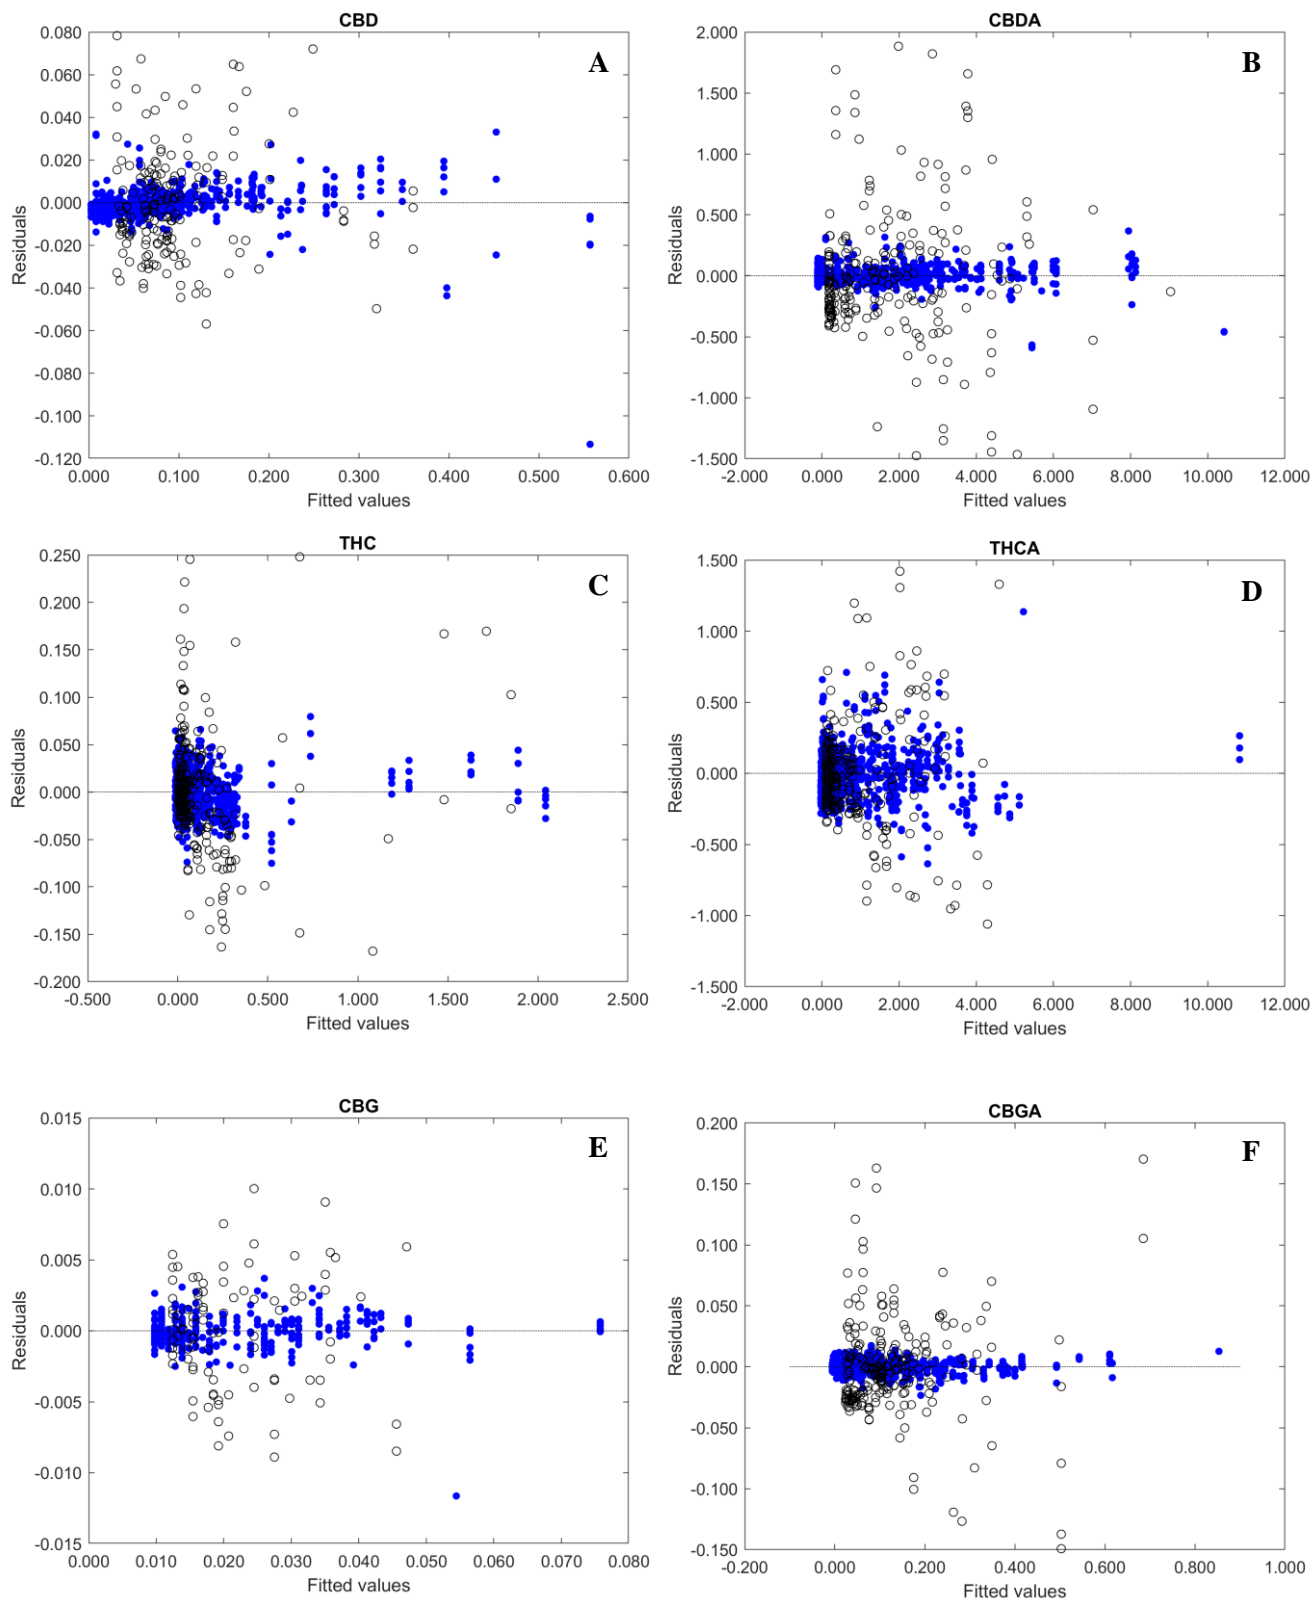 CBD
A
0.080
0.060
0.040
0.020
0.000
-0.020
-0.040
-0.060
-0.080
-0.100
-0.120
Residuals
0.000 0.100 0.200 0.300 0.400 0.500 0.600
Fitted values
CBDA
B
2.000
1.500
1.000
0.500
0.000
-0.500
-1.000
-1.500
Residuals
-2.000 0.000 2.000 4.000 6.000 8.000 10.000 12.000
Fitted values
THC
C
0.250
0.200
0.150
0.100
0.050
0.000
-0.050
-0.100
-0.150
-0.200
Residuals
-0.500 0.000 0.500 1.000 1.500 2.000 2.500
Fitted values
THCA
D
1.500
1.000
0.500
0.000
-0.500
-1.000
-1.500
Residuals
-2.000 0.000 2.000 4.000 6.000 8.000 10.000 12.000
Fitted values
CBG
E
0.015
0.010
0.005
0.000
-0.005
-0.010
-0.015
Residuals
0.000 0.010 0.020 0.030 0.040 0.050 0.060 0.070 0.080
Fitted values
CBGA
F
0.200
0.150
0.100
0.050
0.000
-0.050
-0.100
-0.150
Residuals
-0.200 0.000 0.200 0.400 0.600 0.800 1.000
Fitted values